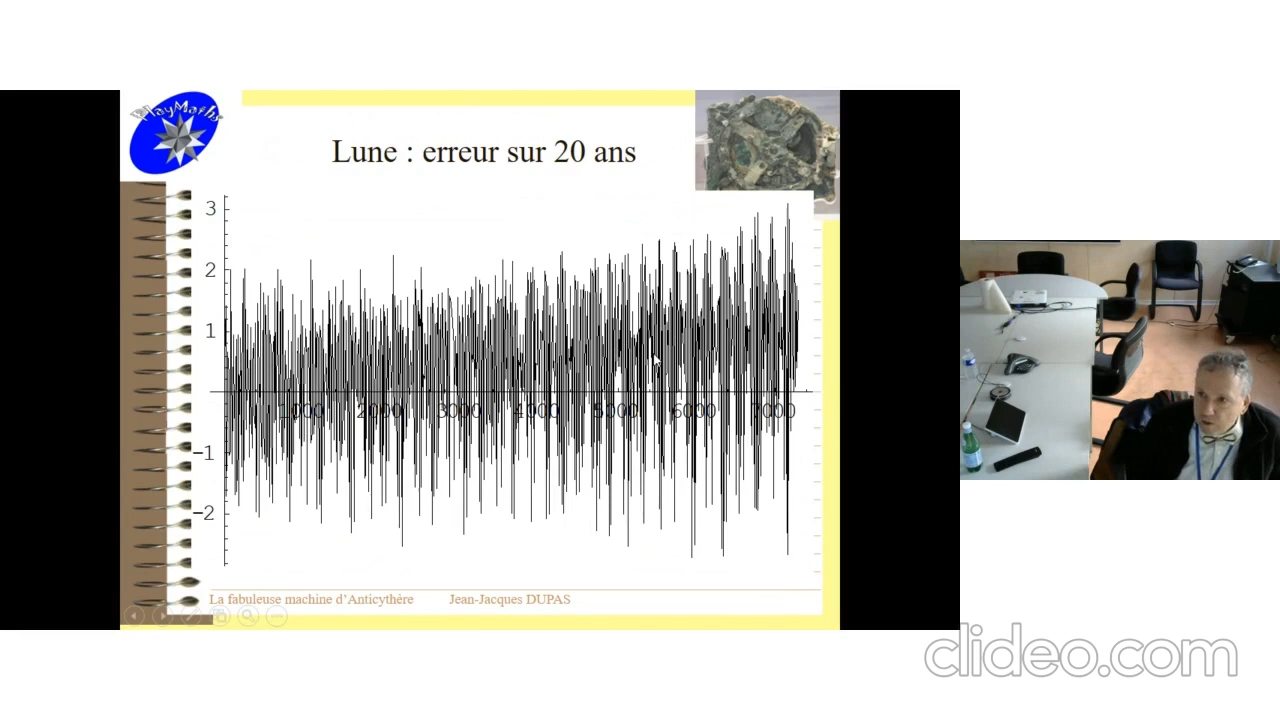 PlayMaths
Lune : erreur sur 20 ans
3
2
1
1000 2000 3000 4000 5000 6000 7000
−1
−2
La fabuleuse machine d’Anticythère Jean-Jacques DUPAS
clideo.com